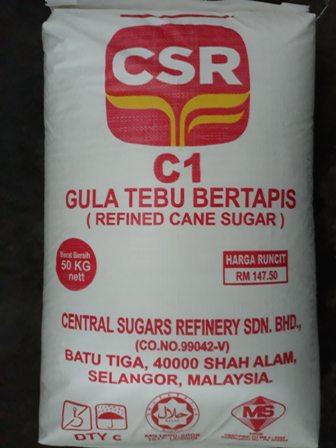 CSR
C1
GULA TEBU BERTAPIS
( REFINED CANE SUGAR )
Berat Bersih
50 KG
nett
HARGA RUNCIT
RM 147.50
CENTRAL SUGARS REFINERY SDN. BHD.,
(CO.NO.99042-V)
BATU TIGA, 40000 SHAH ALAM,
SELANGOR, MALAYSIA.
DTY c
حلال
MS